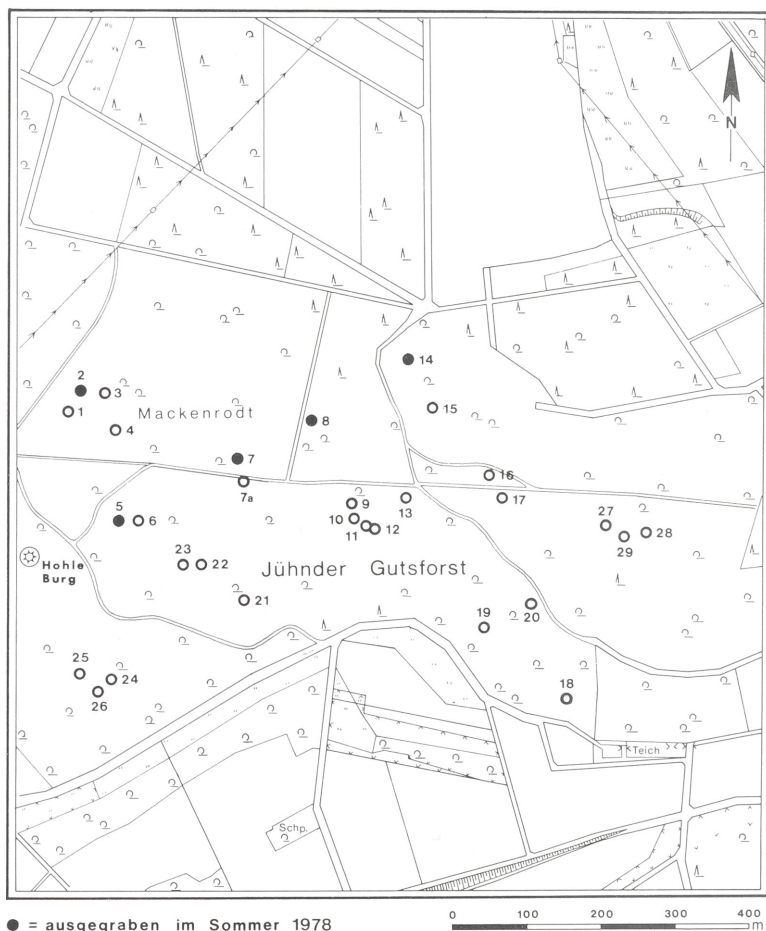 N
2
3
1
Mackenrodt
4
14
15
8
7
7a
16
17
5
6
9
10
11
12
13
27
29
28
Hohle
Burg
23
22
Jühnder Gutsforst
21
20
19
25
24
26
18
Teich
Schp.
● = ausgegraben im Sommer 1978
0 100 200 300 400
m